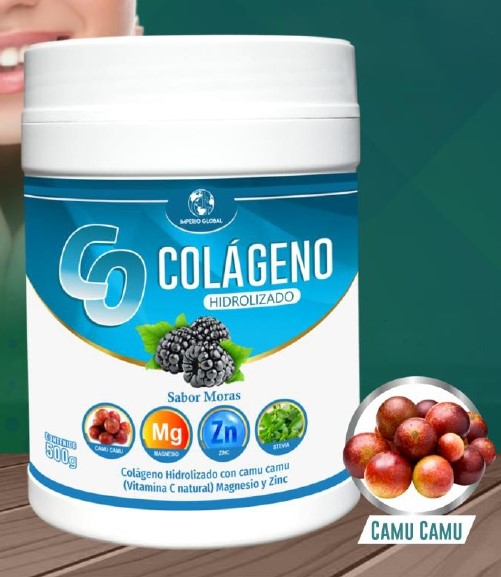 IMPERIO GLOBAL
CO
COLÁGENO
HIDROLIZADO
Sabor Moras
CAMU CAMU
Mg
MAGNESIO
Zn
ZINC
STEVIA
CONTENIDO
500g
Colágeno Hidrolizado con camu camu
(Vitamina C natural) Magnesio y Zinc
CAMU CAMU